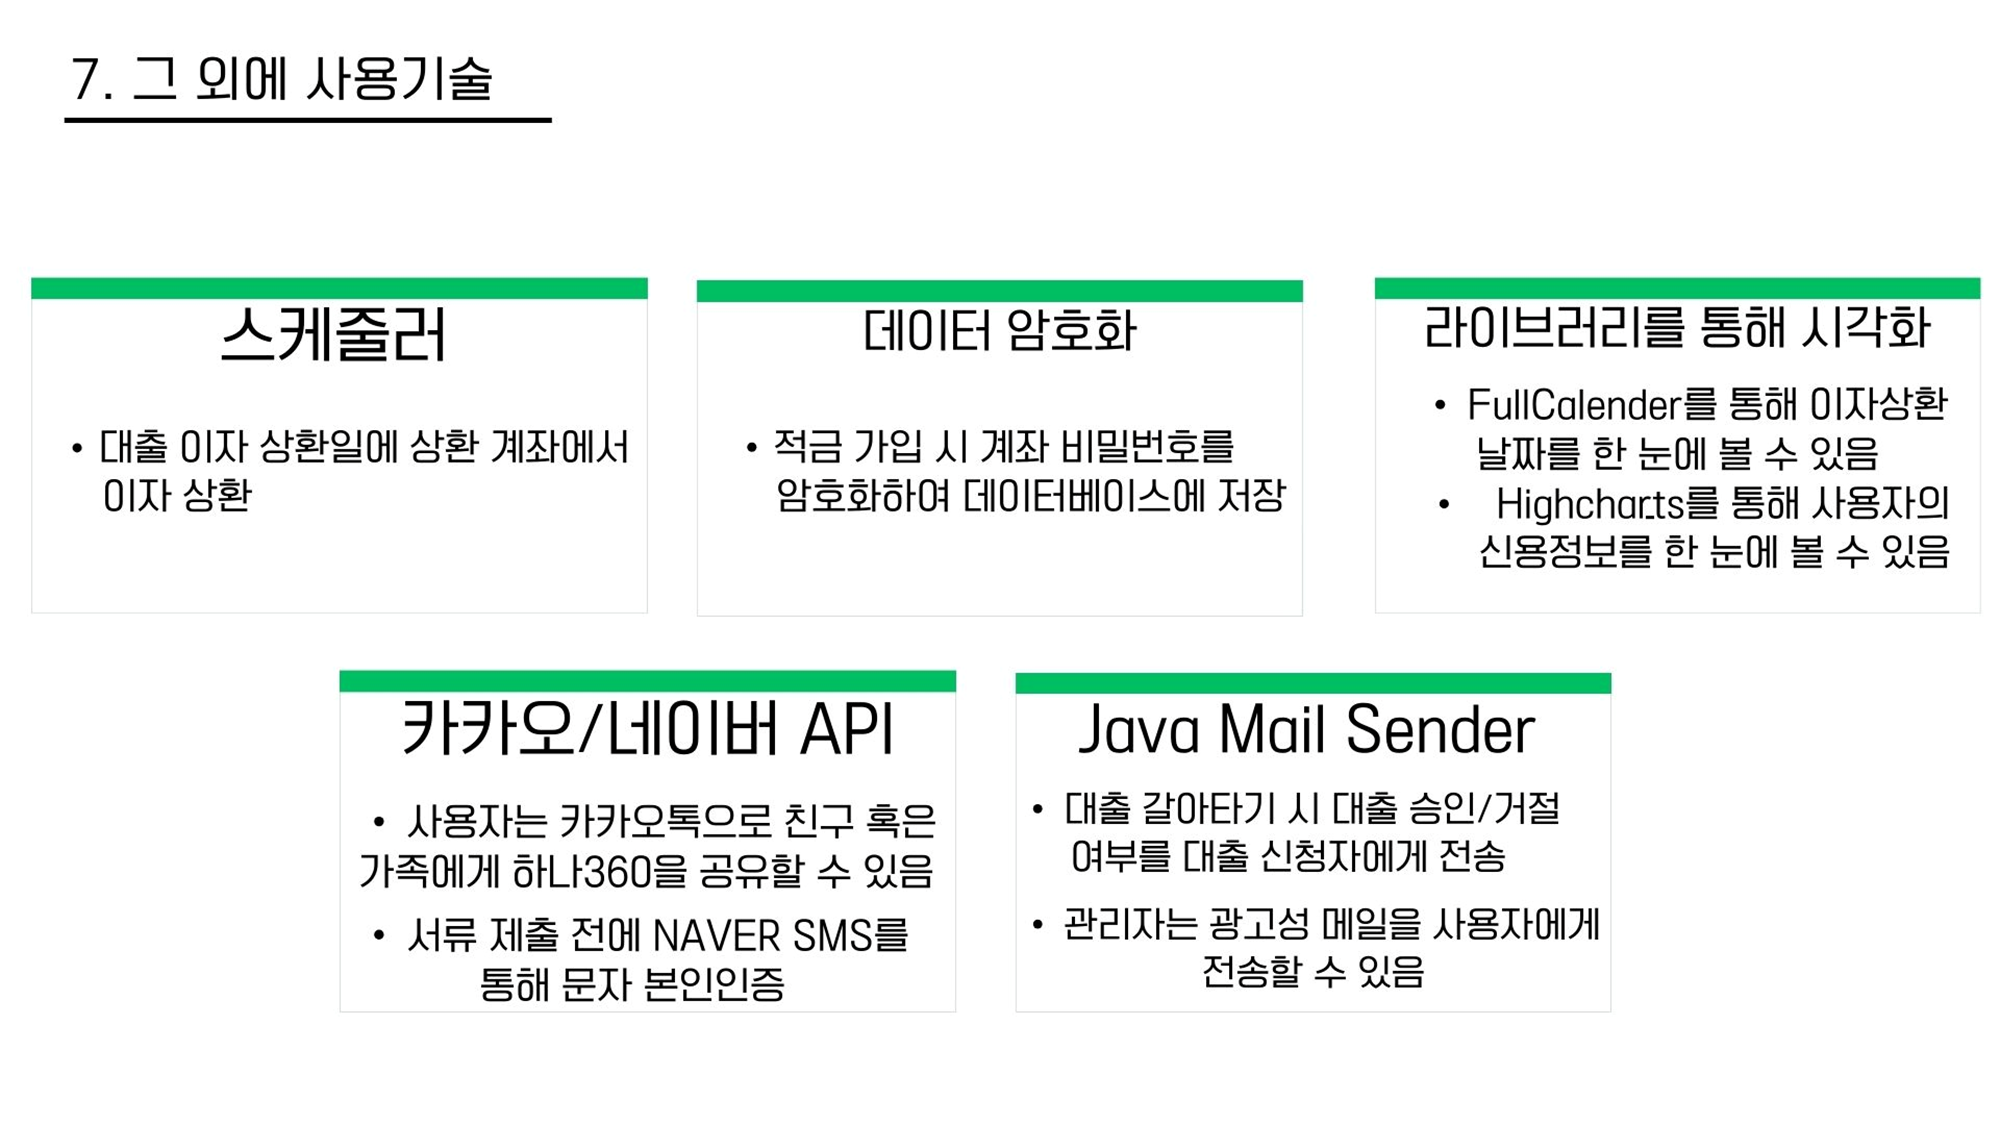 7. 그 외에 사용기술
스케줄러
• 대출 이자 상환일에 상환 계좌에서
이자 상환
데이터 암호화
• 적금 가입 시 계좌 비밀번호를
암호화하여 데이터베이스에 저장
라이브러리를 통해 시각화
• FullCalender를 통해 이자상환
날짜를 한 눈에 볼 수 있음
• Highcharts를 통해 사용자의
신용정보를 한 눈에 볼 수 있음
카카오/네이버 API
• 사용자는 카카오톡으로 친구 혹은
가족에게 하나360을 공유할 수 있음
• 서류 제출 전에 NAVER SMS를
통해 문자 본인인증
Java Mail Sender
• 대출 갈아타기 시 대출 승인/거절
여부를 대출 신청자에게 전송
• 관리자는 광고성 메일을 사용자에게
전송할 수 있음